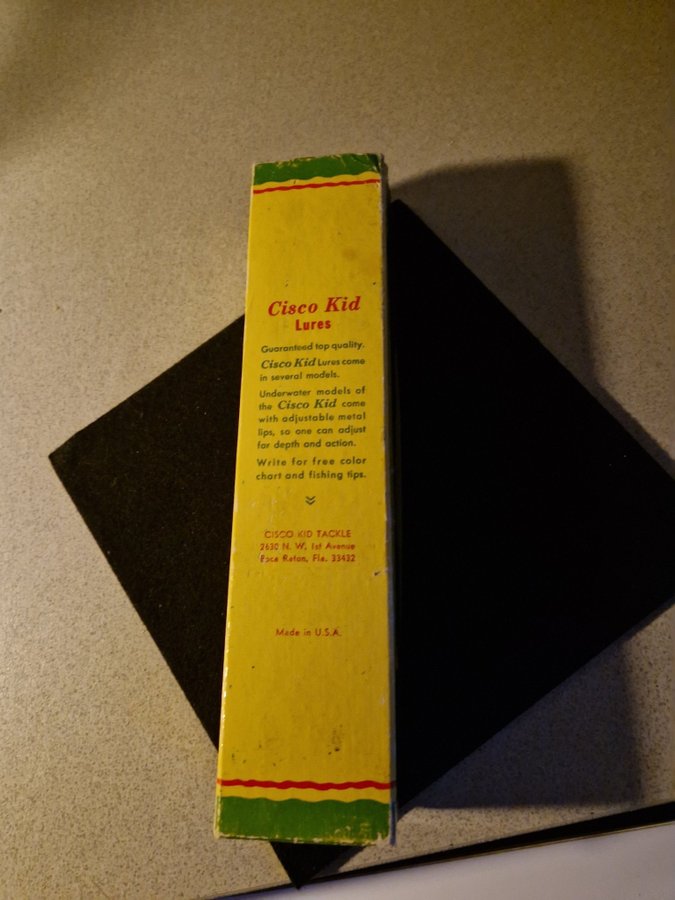 Cisco Kid
Lures
Guaranteed top quality.
Cisco Kid Lures come
in several models.
Underwater models of
the Cisco Kid come
with adjustable metal
lips, so one can adjust
for depth and action.
Write for free color
chart and fishing tips.
CISCO KID TACKLE
2630 N. W. 1st Avenue
Boca Raton, Fla. 33432
Made in U.S.A.